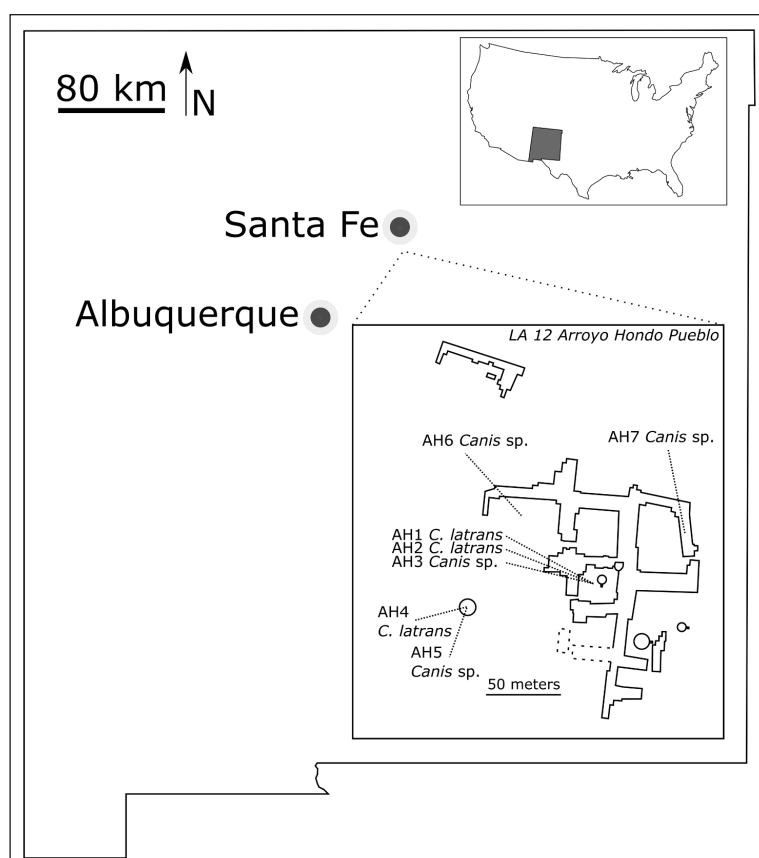 80 km
N
Santa Fe
Albuquerque
LA 12 Arroyo Hondo Pueblo
AH6 Canis sp.
AH7 Canis sp.
AH1 C. latrans
AH2 C. latrans
AH3 Canis sp.
AH4
C. latrans
AH5
Canis sp.
50 meters